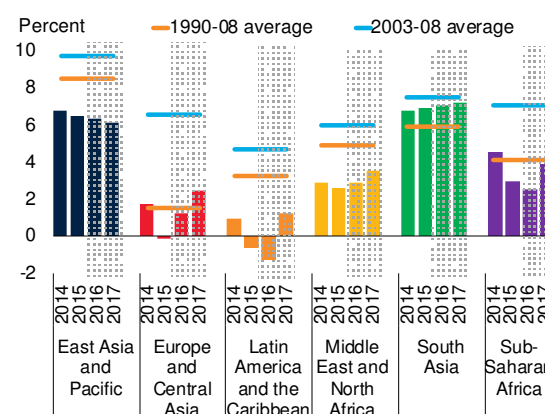 Percent
1990-08 average
2003-08 average
10
8
6
4
2
0
-2
2014
2015
2016
2017
2014
2015
2016
2017
2014
2015
2016
2017
2014
2015
2016
2017
2014
2015
2016
2017
2014
2015
2016
2017
East Asia
and
Pacific
Europe
and
Central
Asia
Latin
America
and the
Caribbean
Middle
East and
North
Africa
South
Asia
Sub-
Saharan
Africa